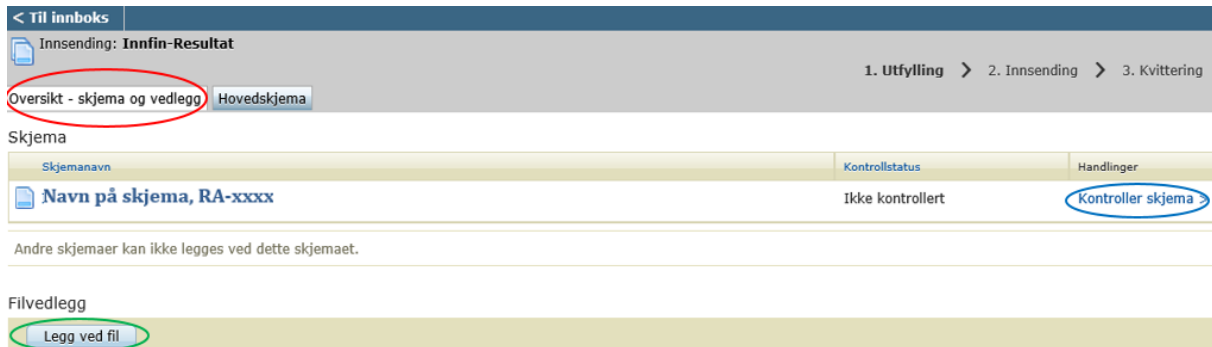 < Til innboks
Innsending: Innfin-Resultat
1. Utfylling > 2. Innsending > 3. Kvittering
Oversikt - skjema og vedlegg Hovedskjema
Skjema
Skjemanavn Kontrollstatus Handlinger
Navn på skjema, RA-xxxx Ikke kontrollert Kontroller skjema >
Andre skjemaer kan ikke legges ved dette skjemaet.
Filvedlegg
Legg ved fil